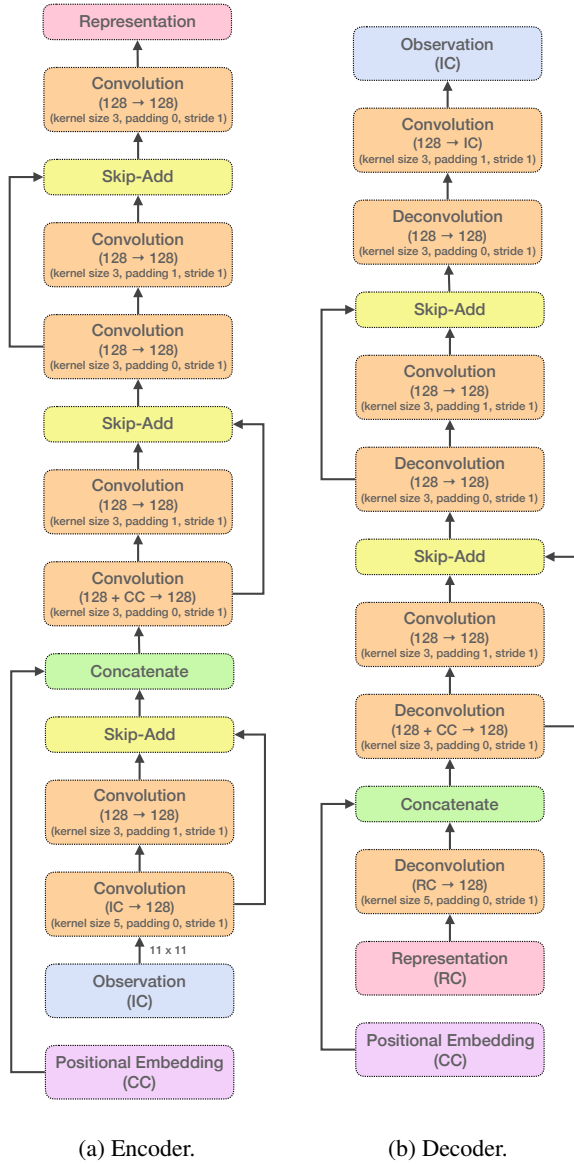 Representation
Convolution
(128 → 128)
(kernel size 3, padding 0, stride 1)
Skip-Add
Convolution
(128 → 128)
(kernel size 3, padding 1, stride 1)
Convolution
(128 → 128)
(kernel size 3, padding 0, stride 1)
Skip-Add
Convolution
(128 → 128)
(kernel size 3, padding 1, stride 1)
Convolution
(128 + CC → 128)
(kernel size 3, padding 0, stride 1)
Concatenate
Skip-Add
Convolution
(128 → 128)
(kernel size 3, padding 1, stride 1)
Convolution
(IC → 128)
(kernel size 5, padding 0, stride 1)
11 x 11
Observation
(IC)
Positional Embedding
(CC)
(a) Encoder.
Observation
(IC)
Convolution
(128 → IC)
(kernel size 3, padding 1, stride 1)
Deconvolution
(128 → 128)
(kernel size 3, padding 0, stride 1)
Skip-Add
Convolution
(128 → 128)
(kernel size 3, padding 1, stride 1)
Deconvolution
(128 → 128)
(kernel size 3, padding 0, stride 1)
Skip-Add
Convolution
(128 → 128)
(kernel size 3, padding 1, stride 1)
Deconvolution
(128 + CC → 128)
(kernel size 3, padding 0, stride 1)
Concatenate
Deconvolution
(RC → 128)
(kernel size 5, padding 0, stride 1)
Representation
(RC)
Positional Embedding
(CC)
(b) Decoder.